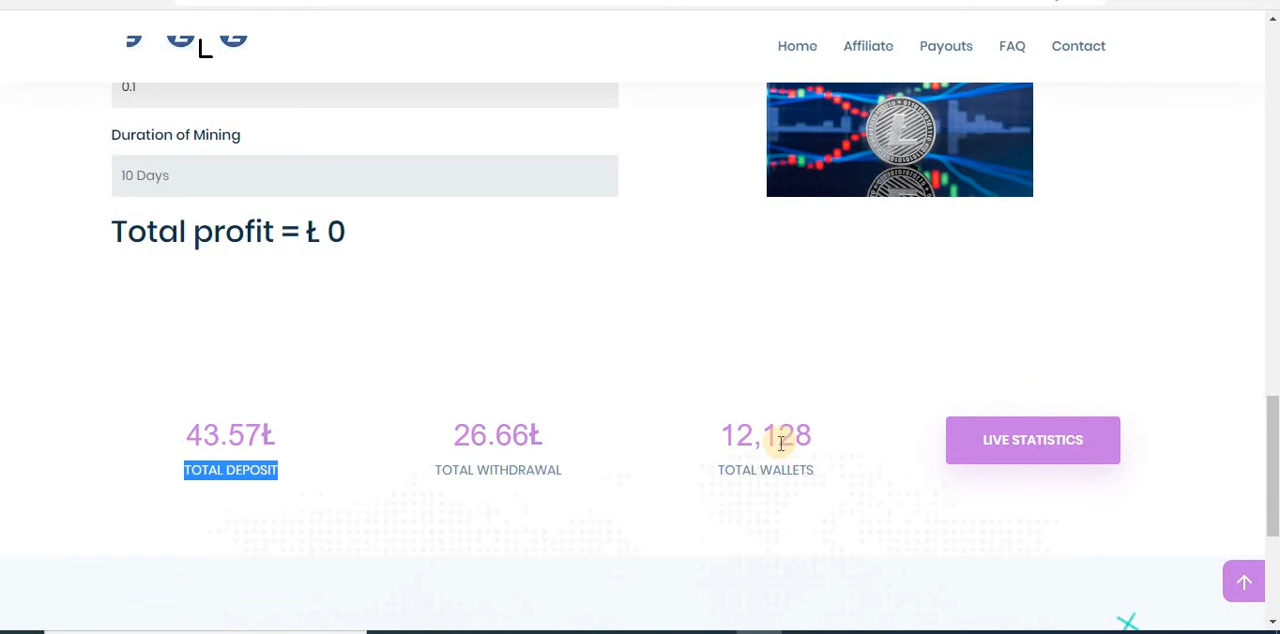 Home Affiliate Payouts FAQ Contact
0.1
Duration of Mining
10 Days
Total profit = Ł 0
43.57Ł 26.66Ł 12,128
LIVE STATISTICS
TOTAL DEPOSIT TOTAL WITHDRAWAL TOTAL WALLETS